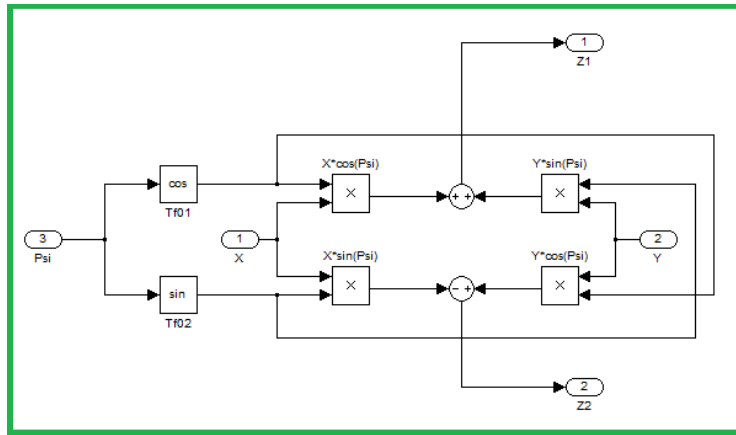 1
Z1
X*cos(Psi)
Y*sin(Psi)
cos
×
+ +
×
Tf01
3
Psi
1
X
2
Y
X*sin(Psi)
Y*cos(Psi)
sin
×
- +
×
Tf02
2
Z2